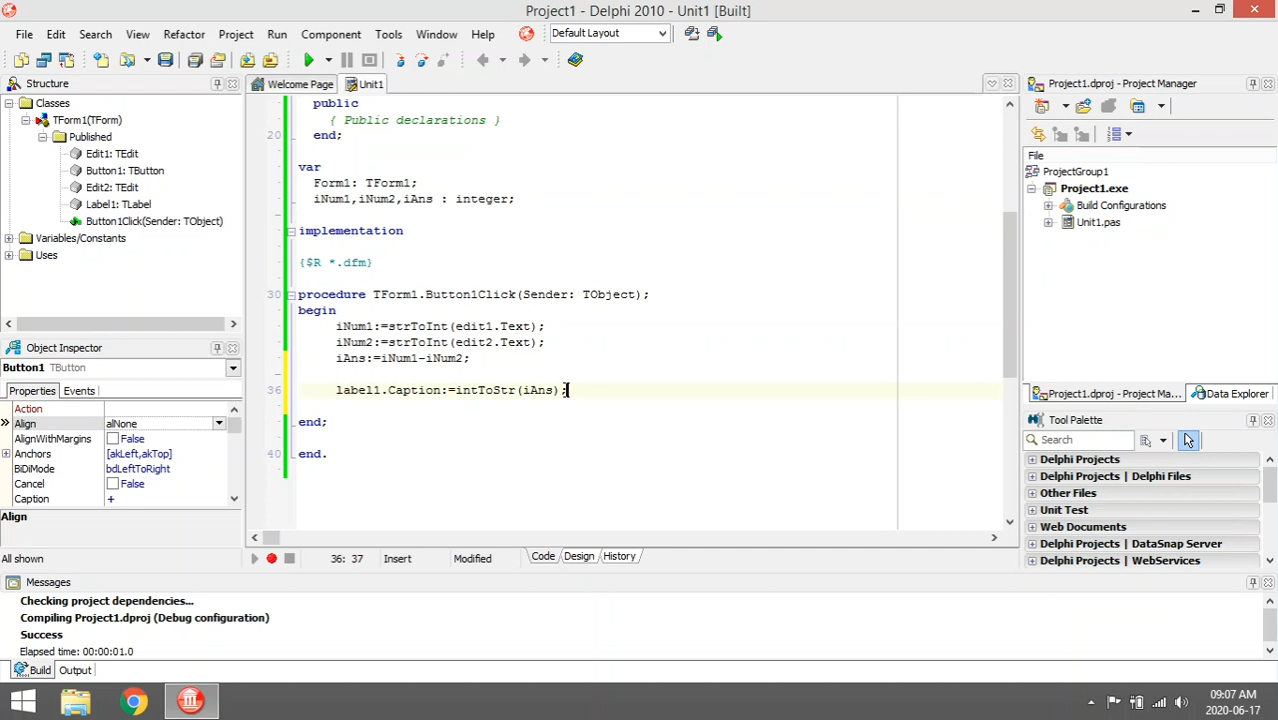 Project1 - Delphi 2010 - Unit1 [Built]
File Edit Search View Refactor Project Run Component Tools Window Help Default Layout
Structure
Classes
TForm1(TForm)
Published
Edit1: TEdit
Button1: TButton
Edit2: TEdit
Label1: TLabel
Button1Click(Sender: TObject)
Variables/Constants
Uses
Object Inspector
Button1 TButton
Properties Events
Action
Align alNone
AlignWithMargins False
Anchors [akLeft,akTop]
BiDiMode bdLeftToRight
Cancel False
Caption +
Align
All shown
Welcome Page Unit1
public
{ Public declarations }
20 end;
var
Form1: TForm1;
iNum1,iNum2,iAns : integer;
implementation
{$R *.dfm}
30 procedure TForm1.Button1Click(Sender: TObject);
begin
iNum1:=strToInt(edit1.Text);
iNum2:=strToInt(edit2.Text);
iAns:=iNum1-iNum2;
36 label1.Caption:=intToStr(iAns);
end;
40 end.
36: 37 Insert Modified Code Design History
Project1.dproj - Project Manager
File
ProjectGroup1
Project1.exe
Build Configurations
Unit1.pas
Project1.dproj - Project Ma... Data Explorer
Tool Palette
Search
Delphi Projects
Delphi Projects | Delphi Files
Other Files
Unit Test
Web Documents
Delphi Projects | DataSnap Server
Delphi Projects | WebServices
Messages
Checking project dependencies...
Compiling Project1.dproj (Debug configuration)
Success
Elapsed time: 00:00:01.0
Build Output
09:07 AM
2020-06-17